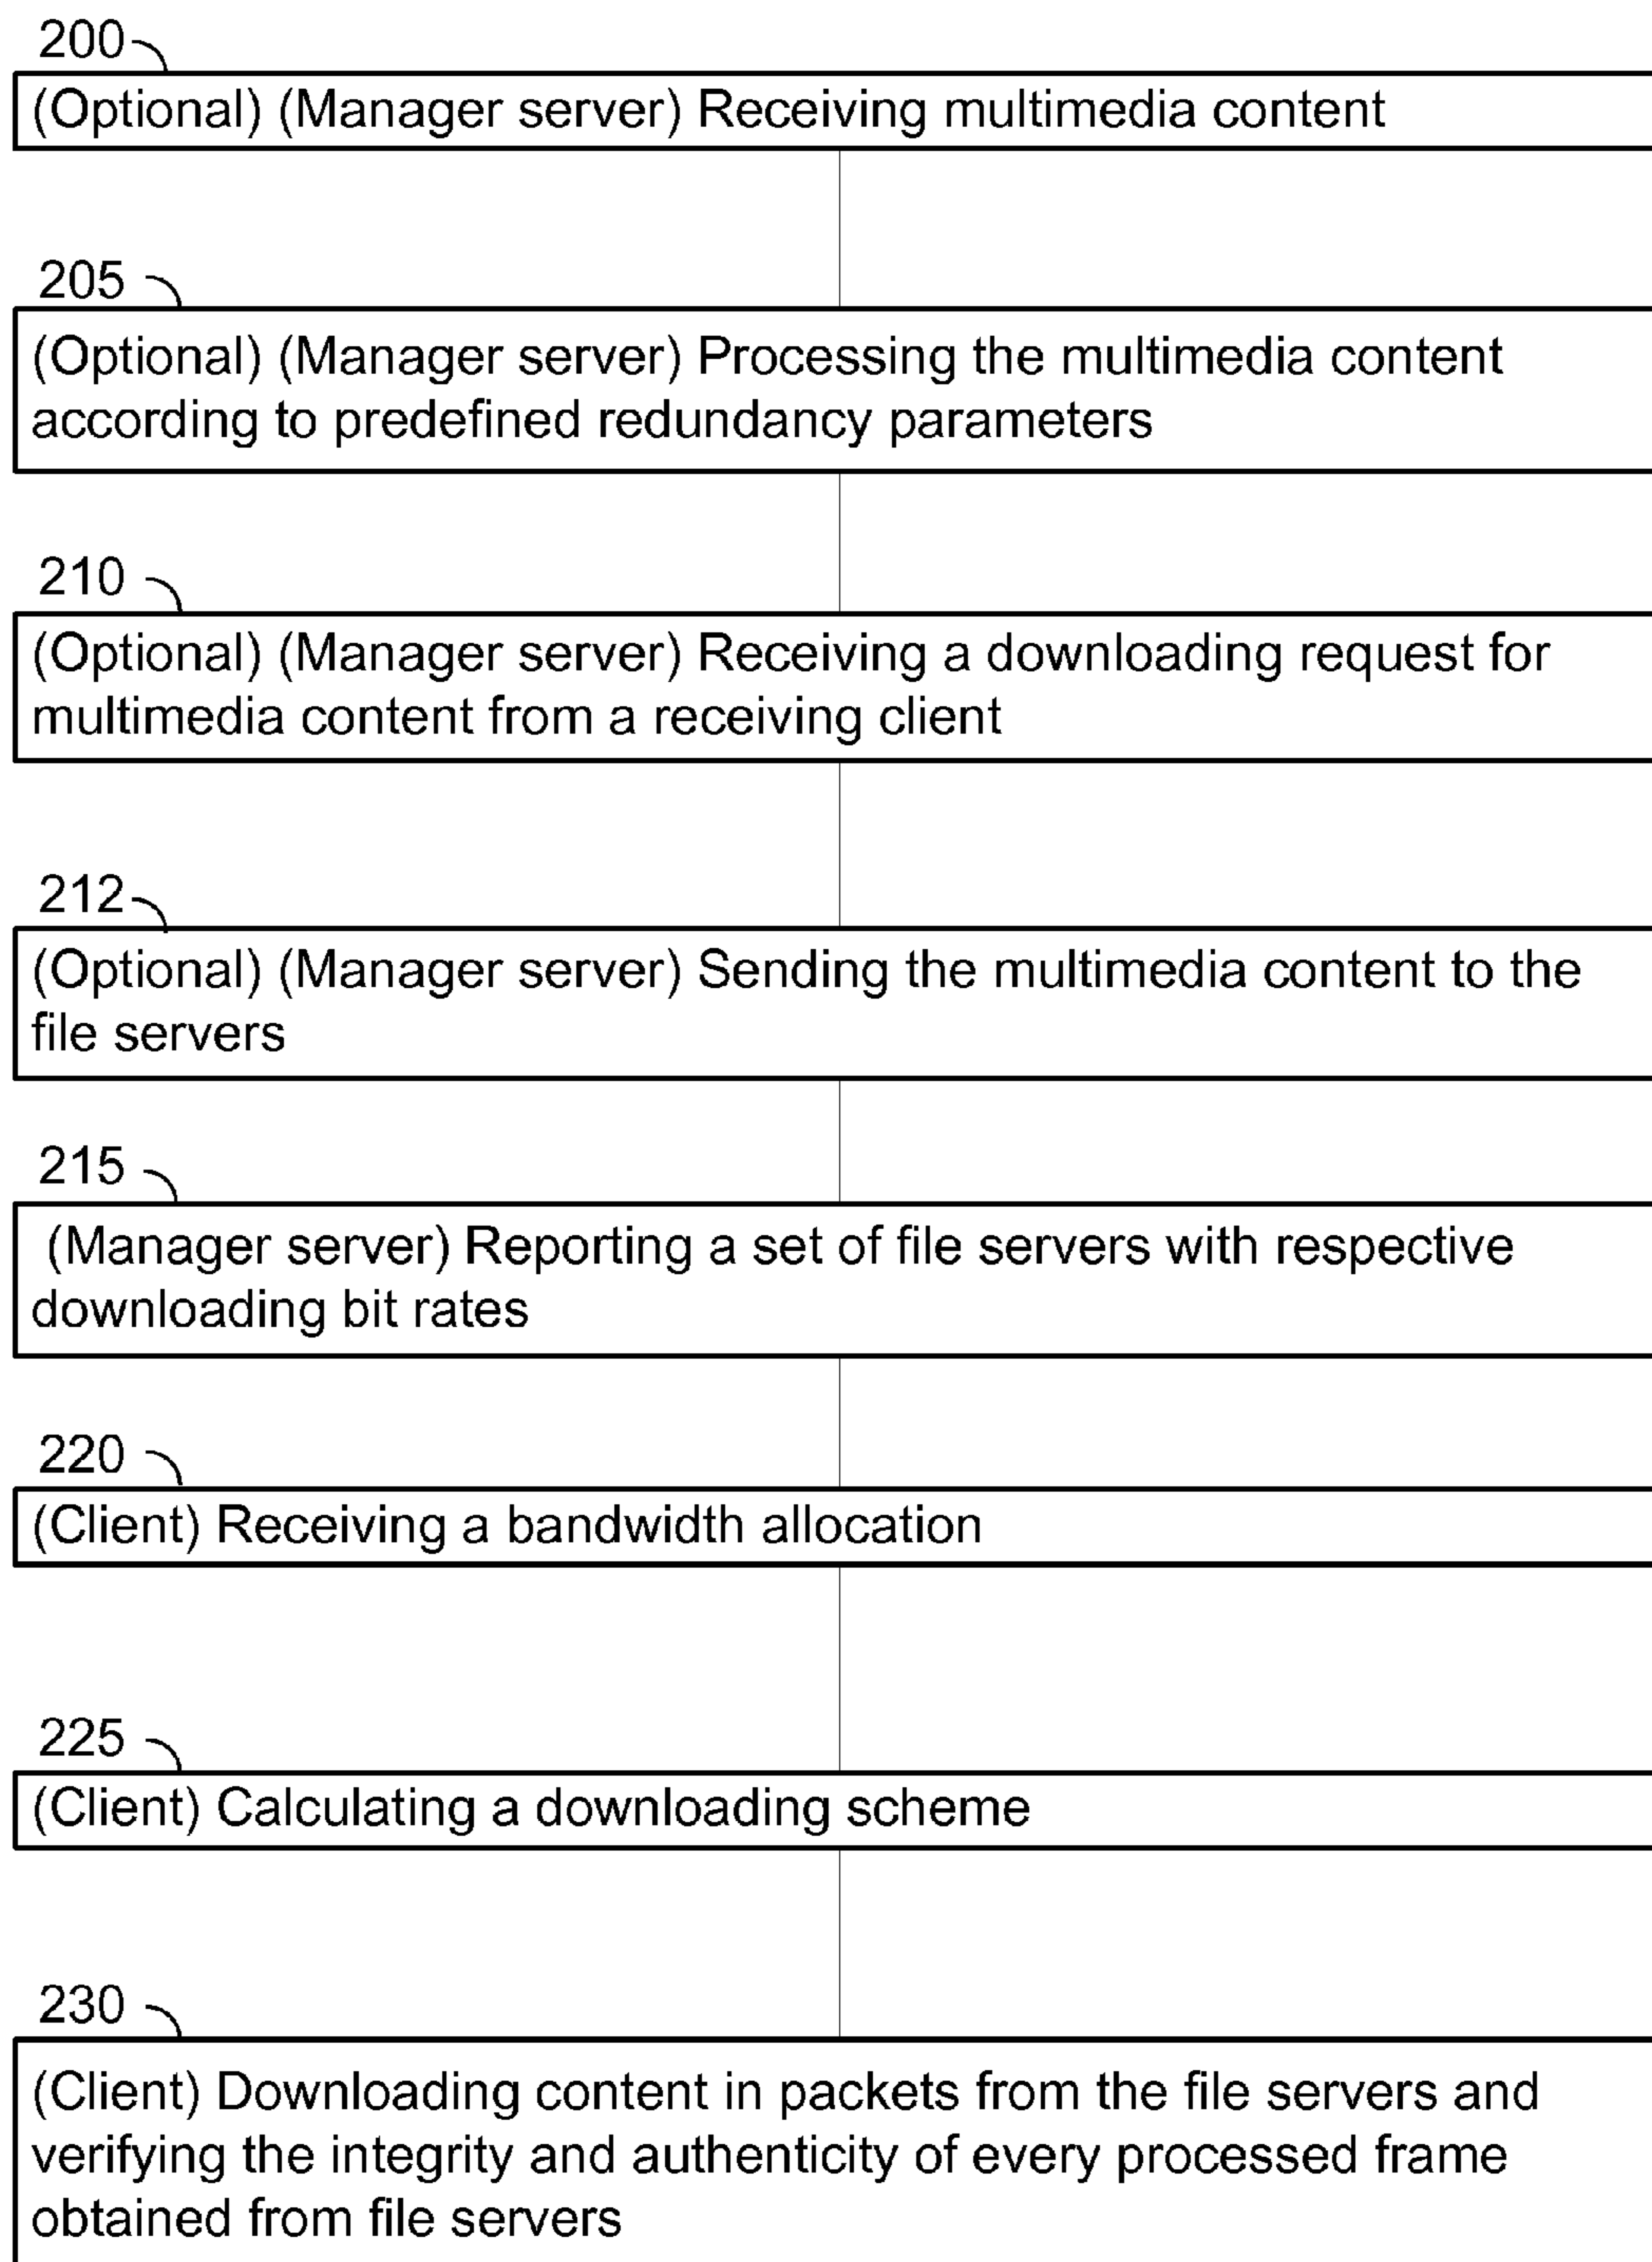 200
(Optional) (Manager server) Receiving multimedia content
205
(Optional) (Manager server) Processing the multimedia content
according to predefined redundancy parameters
210
(Optional) (Manager server) Receiving a downloading request for
multimedia content from a receiving client
212
(Optional) (Manager server) Sending the multimedia content to the
file servers
215
(Manager server) Reporting a set of file servers with respective
downloading bit rates
220
(Client) Receiving a bandwidth allocation
225
(Client) Calculating a downloading scheme
230
(Client) Downloading content in packets from the file servers and
verifying the integrity and authenticity of every processed frame
obtained from file servers